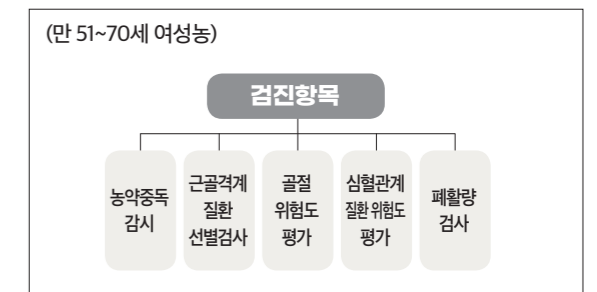 (만 51~70세 여성농)
검진항목
농약중독
감시
근골격계
질환
선별검사
골절
위험도
평가
심혈관계
질환 위험도
평가
폐활량
검사